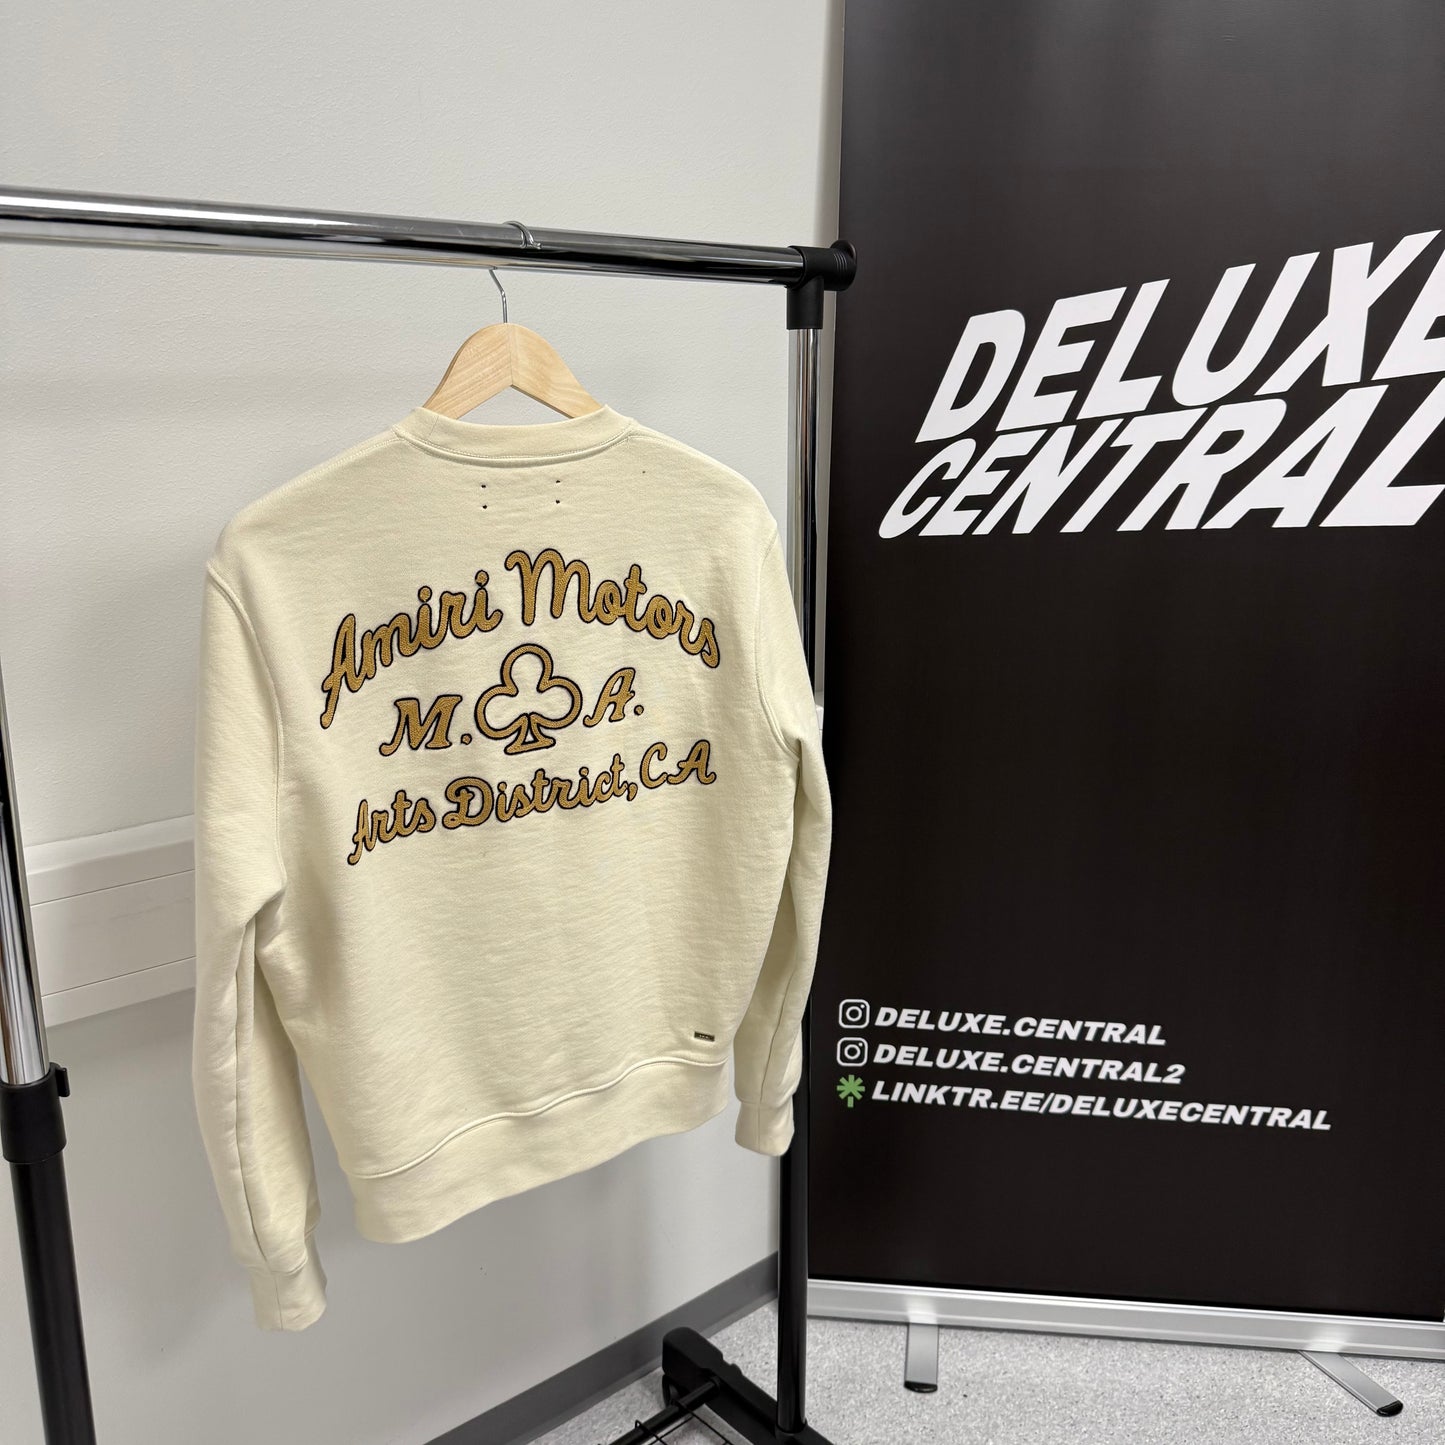 Amiri Motors
M. A.
Arts District, CA
DELUXE
CENTRAL
DELUXE.CENTRAL
DELUXE.CENTRAL2
LINKTR.EE/DELUXECENTRAL